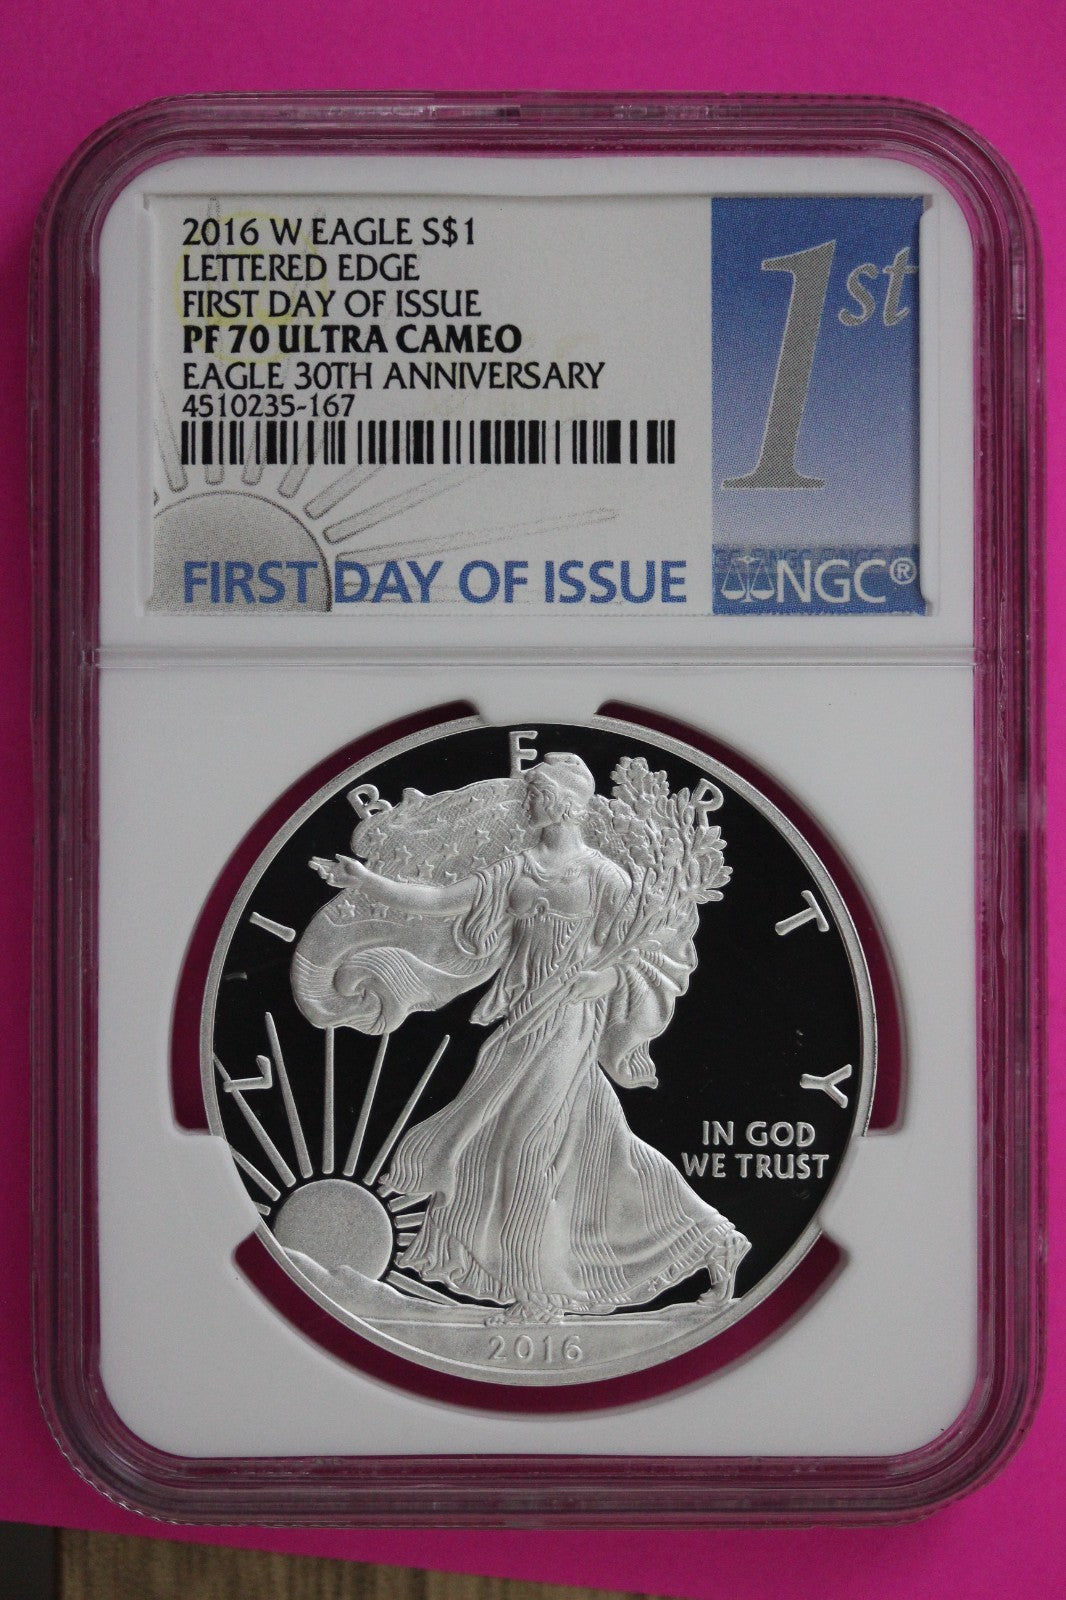 2016 W EAGLE S$1
LETTERED EDGE
FIRST DAY OF ISSUE
PF 70 ULTRA CAMEO
EAGLE 30TH ANNIVERSARY
4510235-167
1st
FIRST DAY OF ISSUE
NGC®
LIBERTY
IN GOD
WE TRUST
2016